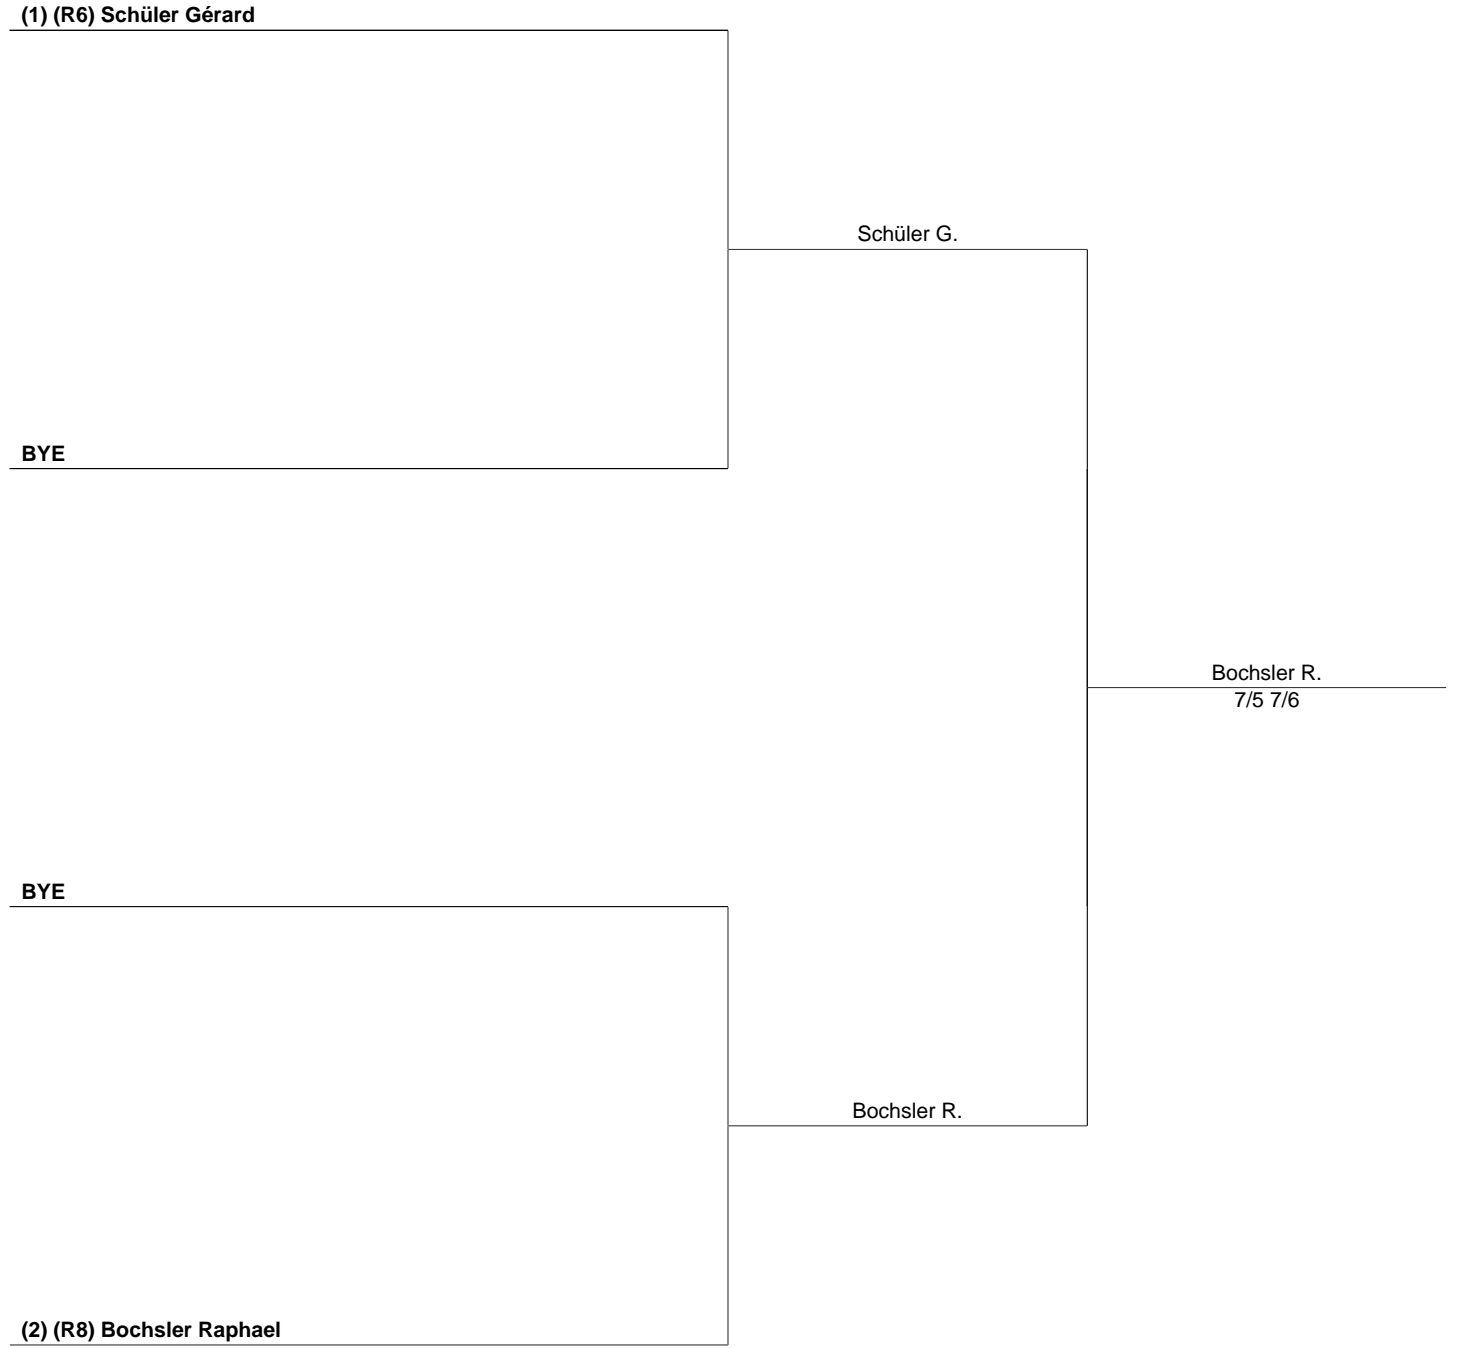 (1) (R6) Schüler Gérard
Schüler G.
BYE
Bochsler R.
7/5 7/6
BYE
Bochsler R.
(2) (R8) Bochsler Raphael